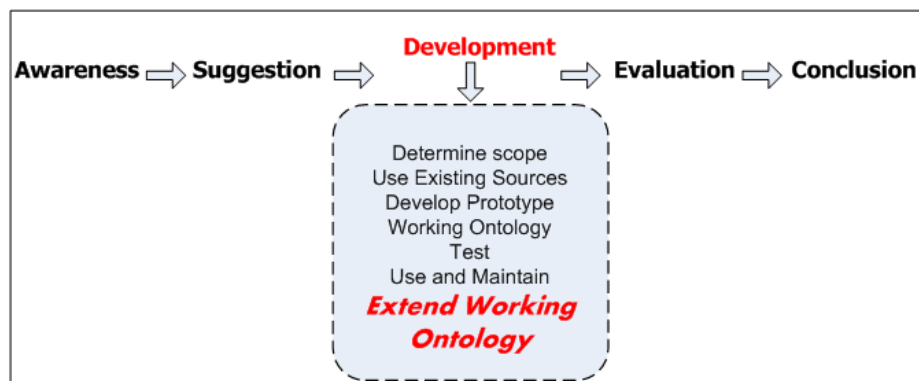 Awareness
Suggestion
Development
Evaluation
Conclusion
Determine scope
Use Existing Sources
Develop Prototype
Working Ontology
Test
Use and Maintain
Extend Working
Ontology